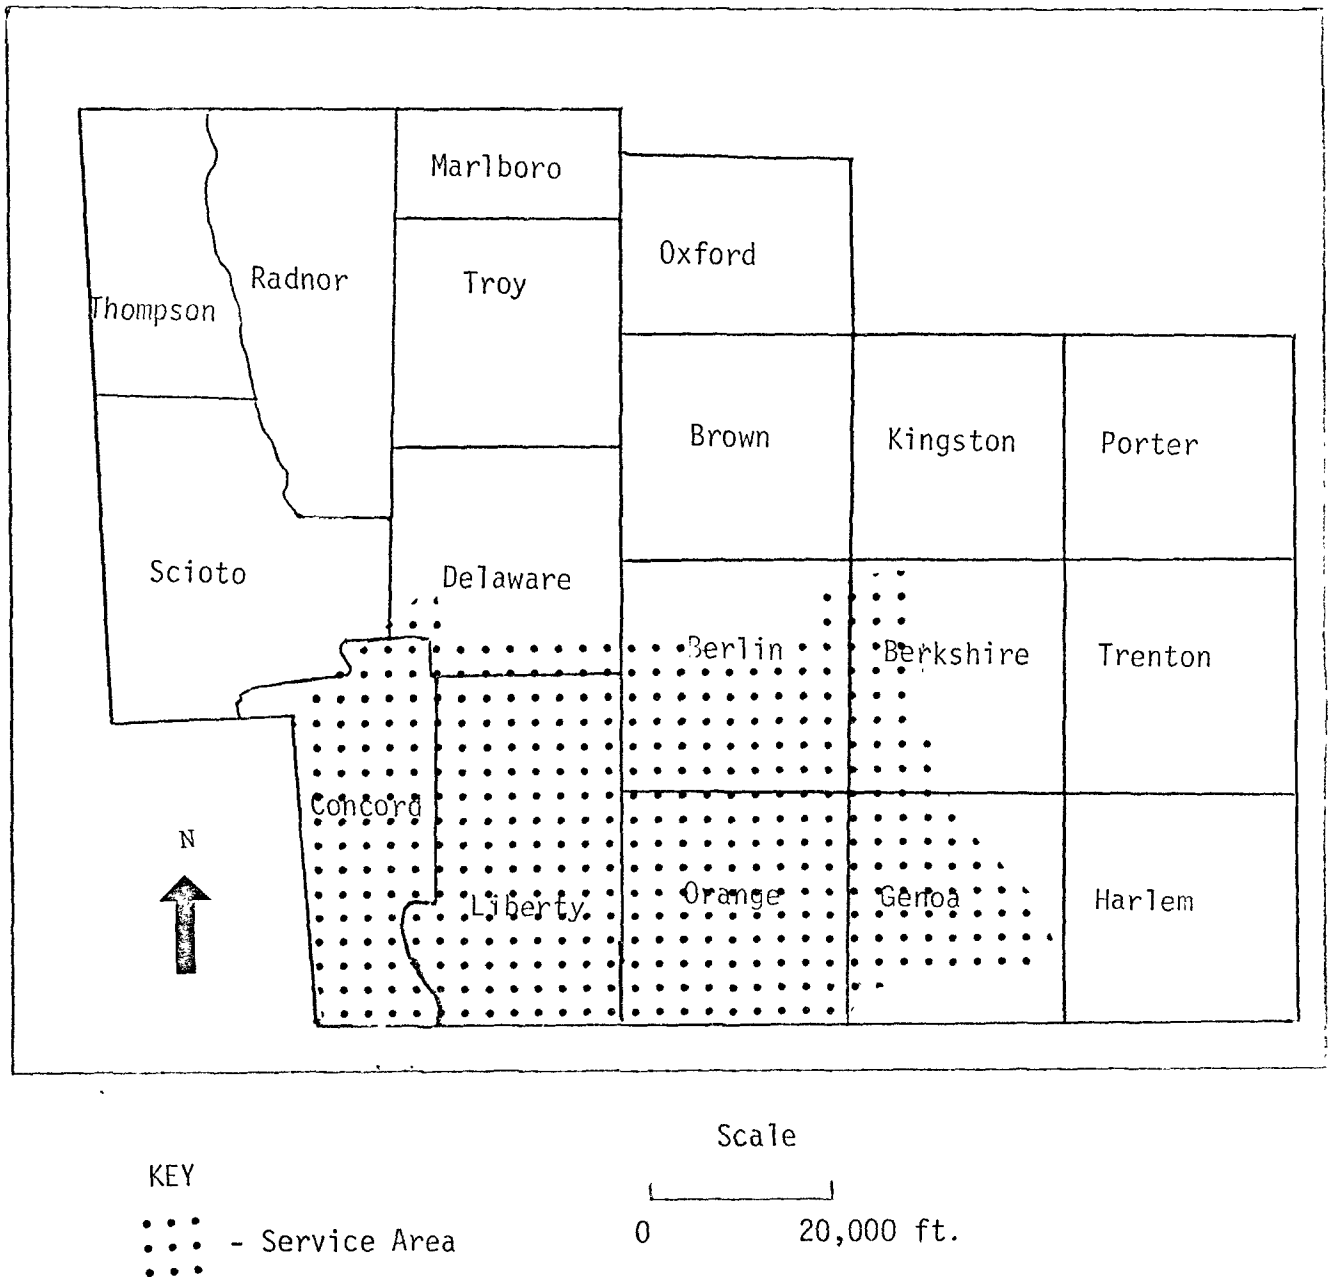 Marlboro
Oxford
Radnor
Troy
Thompson
Brown
Kingston
Porter
Scioto
Delaware
Berlin
Berkshire
Trenton
Concord
N
Liberty
Orange
Genoa
Harlem
Scale
KEY
0 20,000 ft.
- Service Area